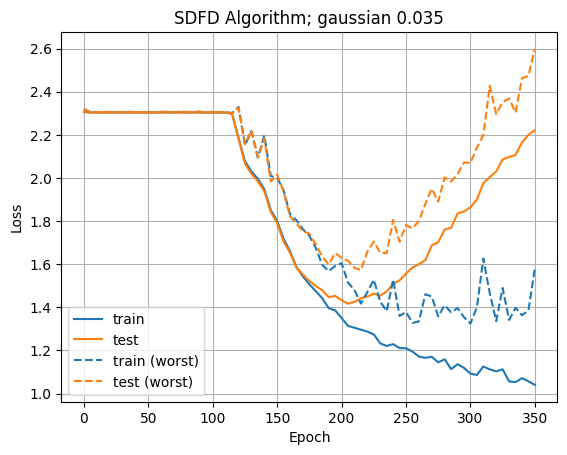 SDFD Algorithm; gaussian 0.035
Loss
2.6
2.4
2.2
2.0
1.8
1.6
1.4
1.2
1.0
train
test
train (worst)
test (worst)
0 50 100 150 200 250 300 350
Epoch